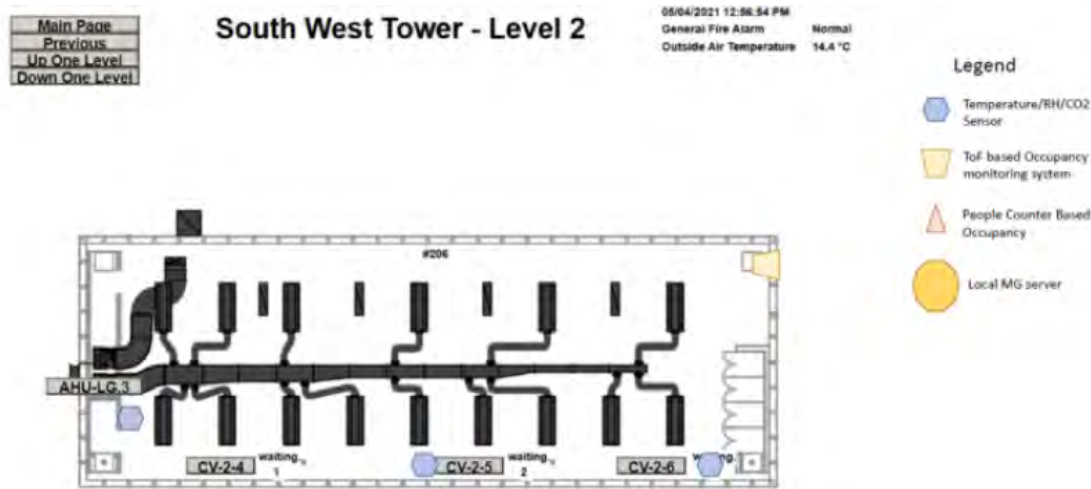 Main Page
Previous
Up One Level
Down One Level
South West Tower - Level 2
05/04/2021 12:56:54 PM
General Fire Alarm Normal
Outside Air Temperature 14.4 °C
Legend
Temperature/RH/CO2
Sensor
ToF based Occupancy
monitoring system
People Counter Based
Occupancy
Local MG server
#206
AHU-LG.3
CV-2-4
waiting
1
CV-2-5
waiting
2
CV-2-6